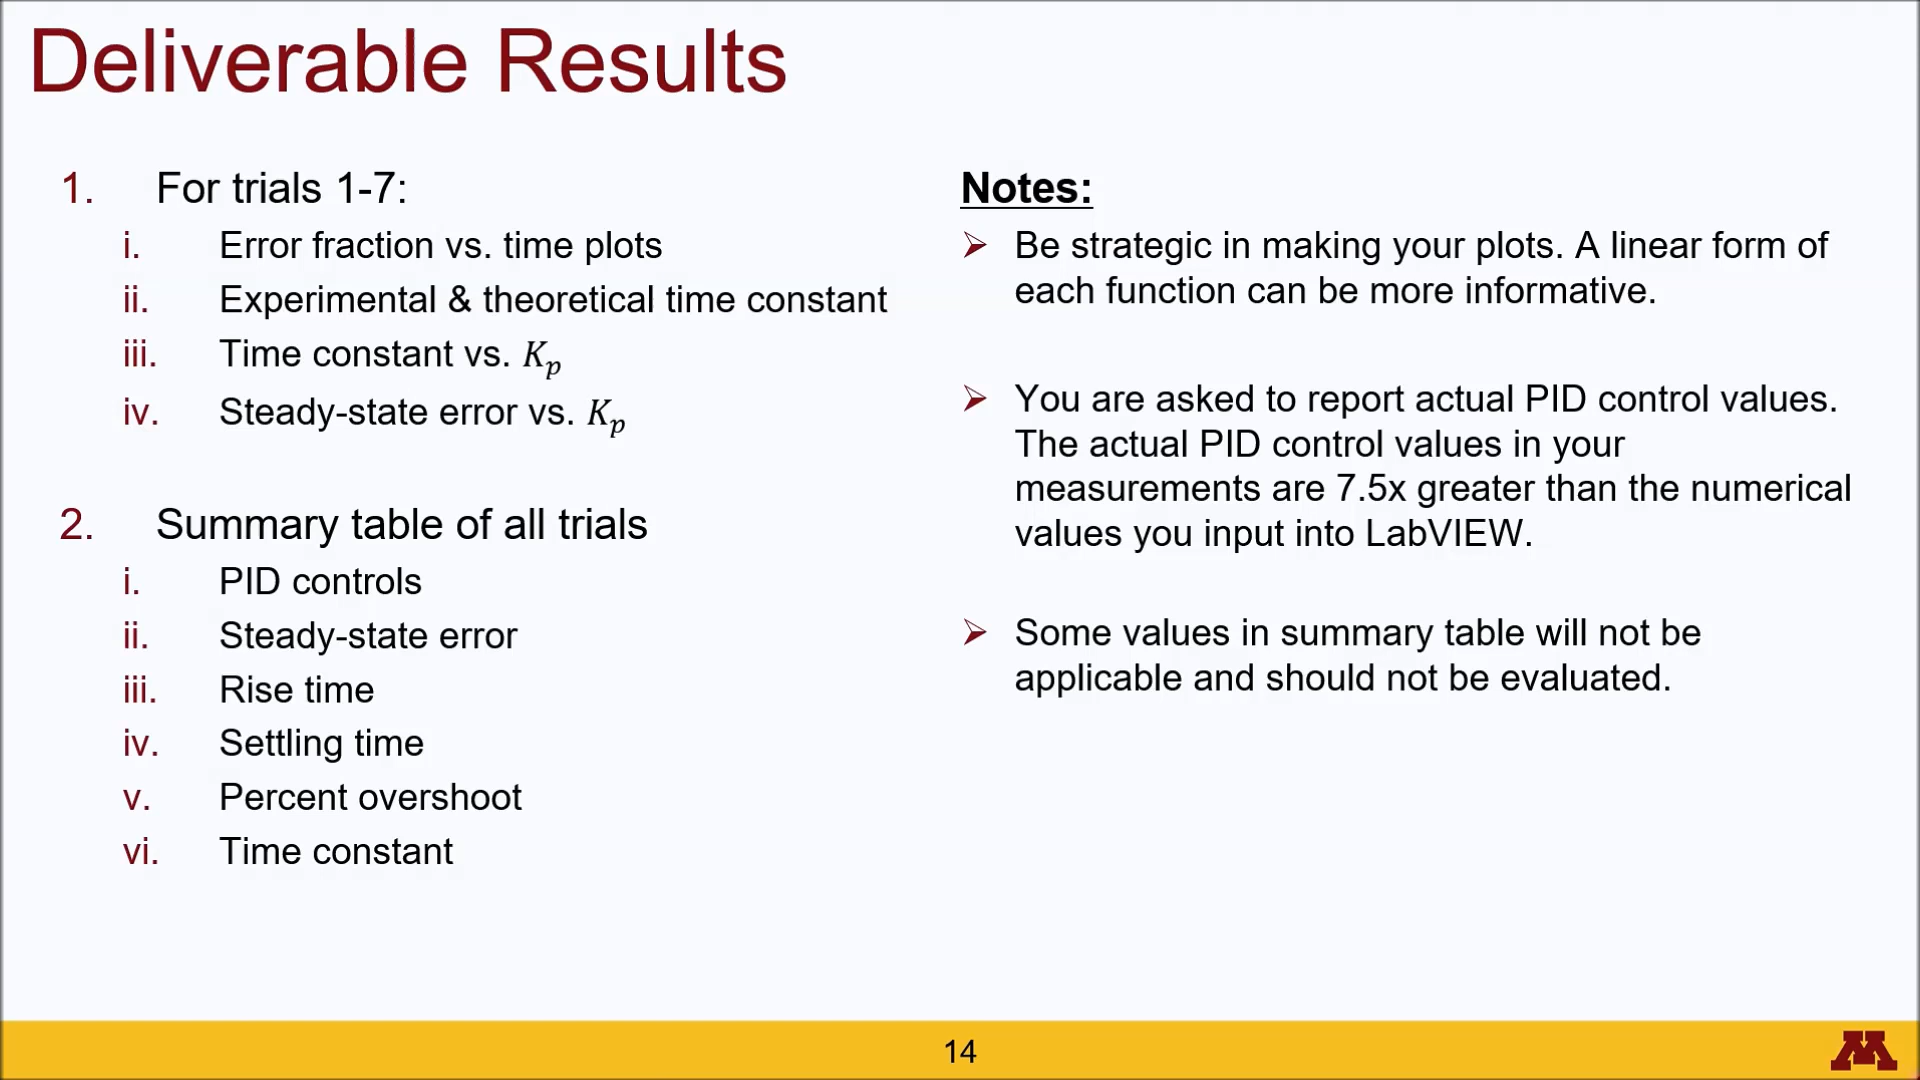 Deliverable Results
1. For trials 1-7:
i. Error fraction vs. time plots
ii. Experimental & theoretical time constant
iii. Time constant vs. Kₚ
iv. Steady-state error vs. Kₚ
2. Summary table of all trials
i. PID controls
ii. Steady-state error
iii. Rise time
iv. Settling time
v. Percent overshoot
vi. Time constant
Notes:
➢ Be strategic in making your plots. A linear form of
each function can be more informative.
➢ You are asked to report actual PID control values.
The actual PID control values in your
measurements are 7.5x greater than the numerical
values you input into LabVIEW.
➢ Some values in summary table will not be
applicable and should not be evaluated.
14
M